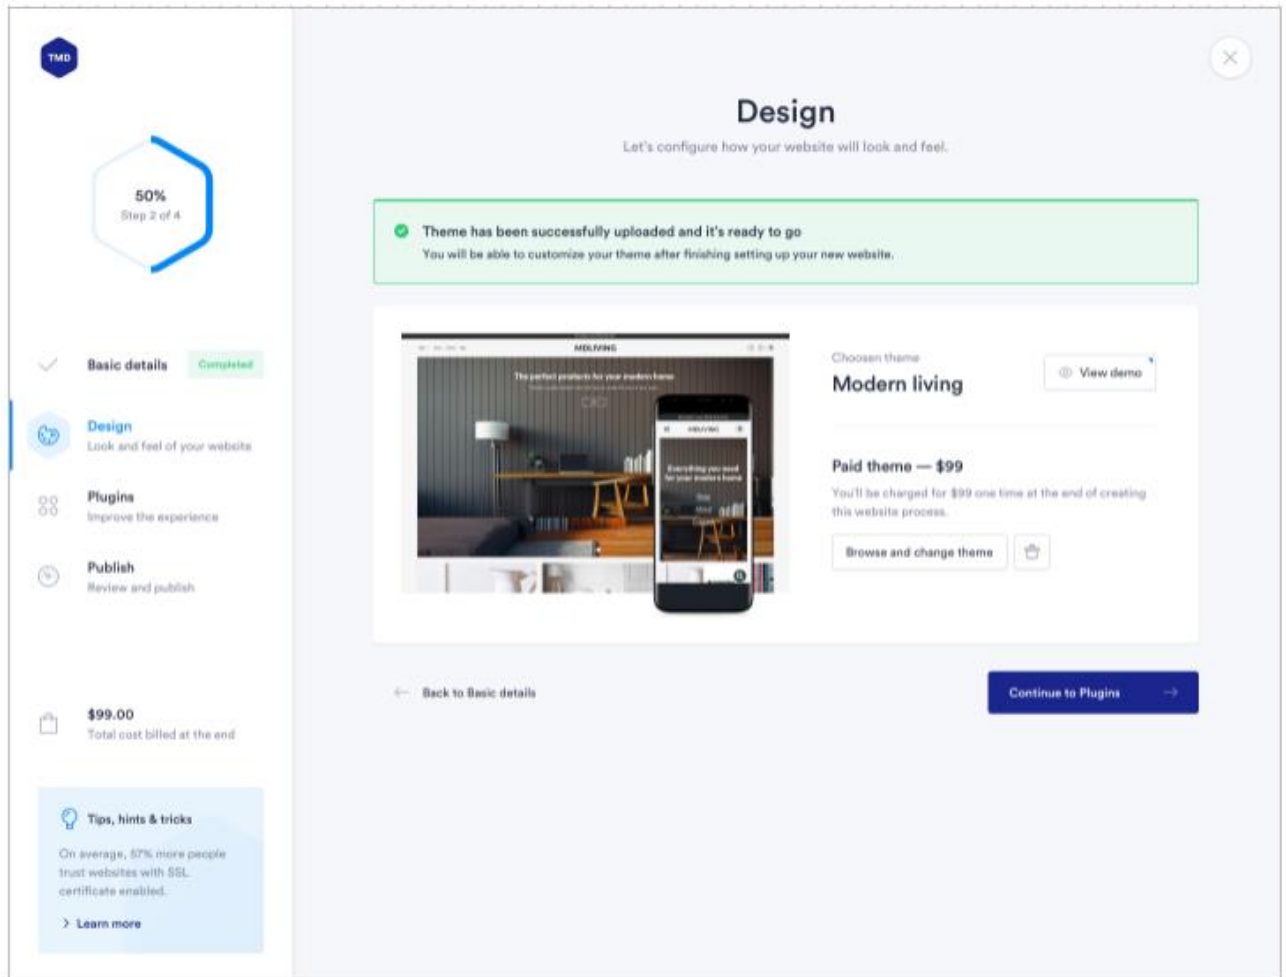 TMD
50%
Step 2 of 4
Basic details
Completed
Design
Look and feel of your website
Plugins
Improve the experience
Publish
Review and publish
$99.00
Total cost billed at the end
Tips, hints & tricks
On average, 57% more people
trust websites with SSL
certificate enabled.
Learn more
Design
Let's configure how your website will look and feel.
Theme has been successfully uploaded and it's ready to go
You will be able to customize your theme after finishing setting up your new website.
MDLIVING
The perfect products for your modern home
MDLIVING
Everything you need
for your modern home
Shop
About
Choosen theme
Modern living
View demo
Paid theme — $99
You'll be charged for $99 one time at the end of creating
this website process.
Browse and change theme
Back to Basic details
Continue to Plugins